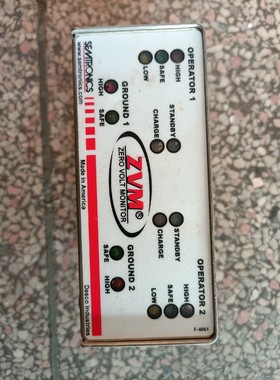 SEMTRONICS
www.semtronics.com
Made In America
Desco Industries
GROUND 1
HIGH
SAFE
OPERATOR 1
LOW
SAFE
HIGH
STANDBY
CHARGE
ZVM®
ZERO VOLT MONITOR
CHARGE
STANDBY
GROUND 2
SAFE
HIGH
OPERATOR 2
LOW
SAFE
HIGH
F-4061